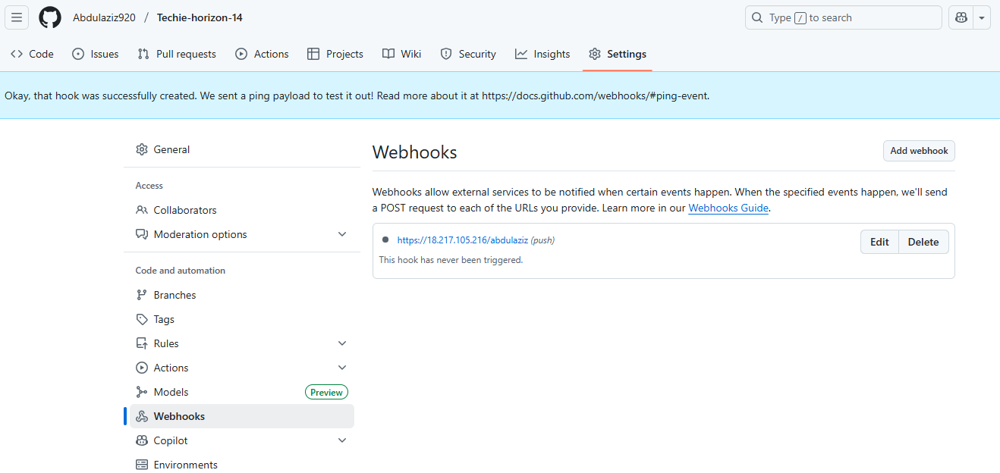 Abdulaziz920 / Techie-horizon-14
Type / to search
Code Issues Pull requests Actions Projects Wiki Security Insights Settings
Okay, that hook was successfully created. We sent a ping payload to test it out! Read more about it at https://docs.github.com/webhooks/#ping-event.
General
Access
Collaborators
Moderation options
Code and automation
Branches
Tags
Rules
Actions
Models Preview
Webhooks
Copilot
Environments
Webhooks
Add webhook
Webhooks allow external services to be notified when certain events happen. When the specified events happen, we'll send
a POST request to each of the URLs you provide. Learn more in our Webhooks Guide.
https://18.217.105.216/abdulaziz (push)
Edit Delete
This hook has never been triggered.